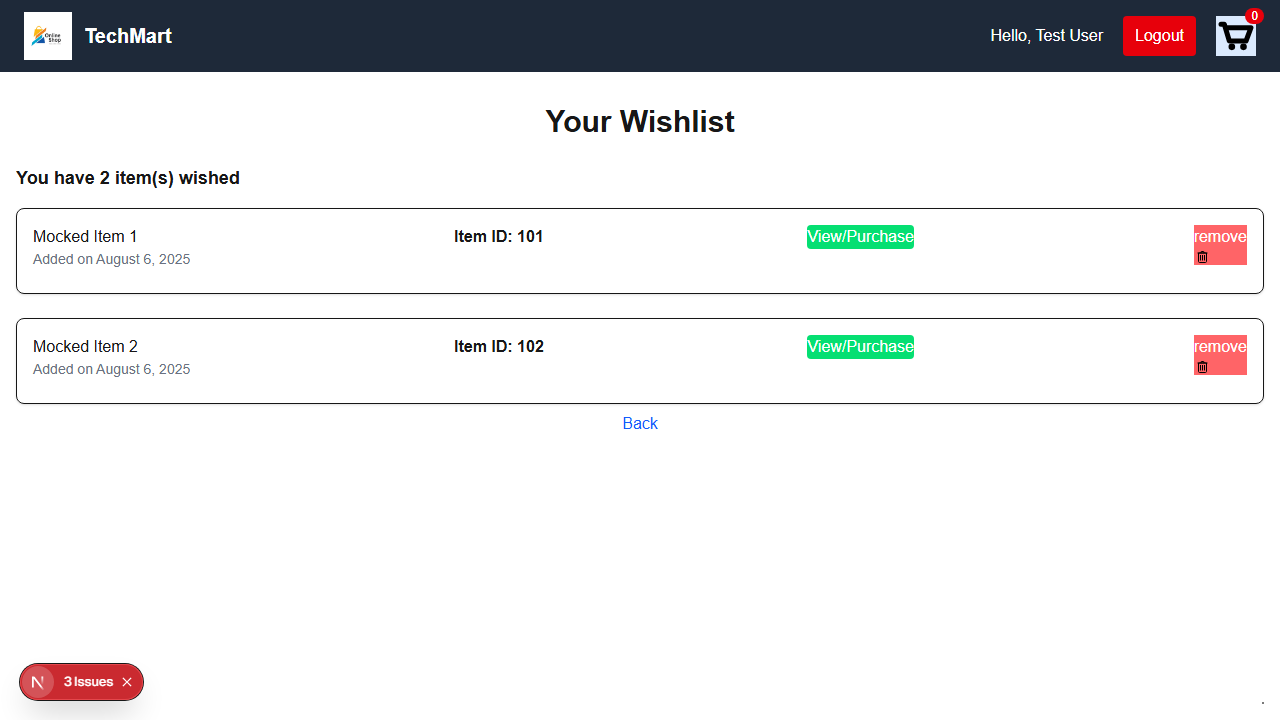 Online
Shop
TechMart
Hello, Test User
Logout
0
Your Wishlist
You have 2 item(s) wished
Mocked Item 1
Added on August 6, 2025
Item ID: 101
View/Purchase
remove
Mocked Item 2
Added on August 6, 2025
Item ID: 102
View/Purchase
remove
Back
N
3 Issues
.